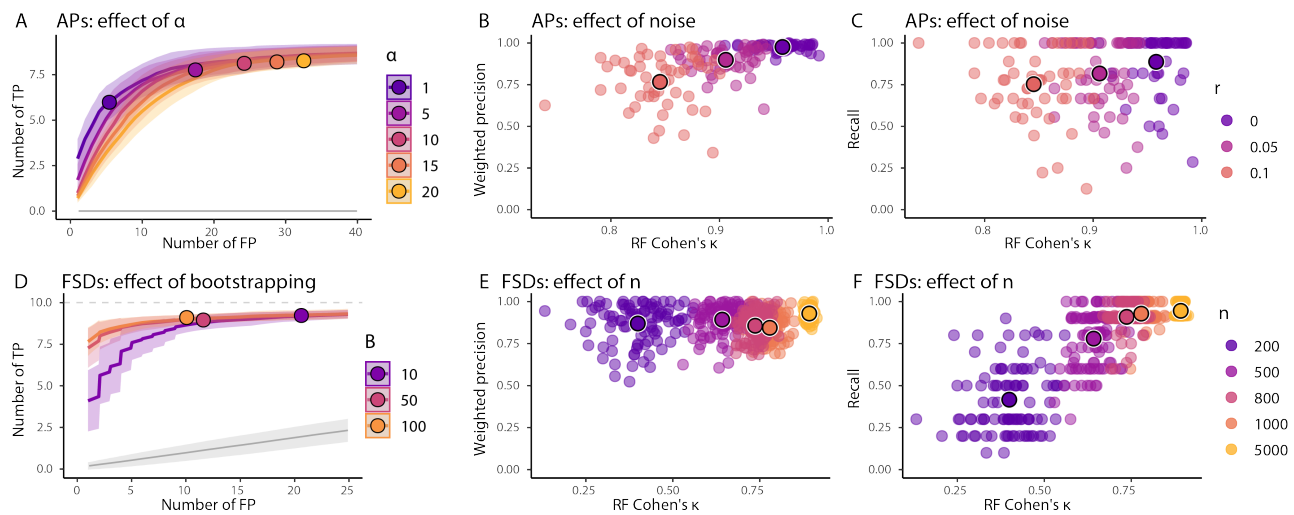 A APs: effect of α
Number of TP
7.5
5.0
2.5
0.0
0 10 20 30 40
Number of FP
α
1
5
10
15
20
B APs: effect of noise
Weighted precision
1.00
0.75
0.50
0.25
0.00
0.8 0.9 1.0
RF Cohen's κ
C APs: effect of noise
Recall
1.00
0.75
0.50
0.25
0.00
0.8 0.9 1.0
RF Cohen's κ
r
0
0.05
0.1
D FSDs: effect of bootstrapping
Number of TP
10.0
7.5
5.0
2.5
0.0
0 5 10 15 20 25
Number of FP
B
10
50
100
E FSDs: effect of n
Weighted precision
1.00
0.75
0.50
0.25
0.00
0.25 0.50 0.75
RF Cohen's κ
F FSDs: effect of n
Recall
1.00
0.75
0.50
0.25
0.00
0.25 0.50 0.75
RF Cohen's κ
n
200
500
800
1000
5000